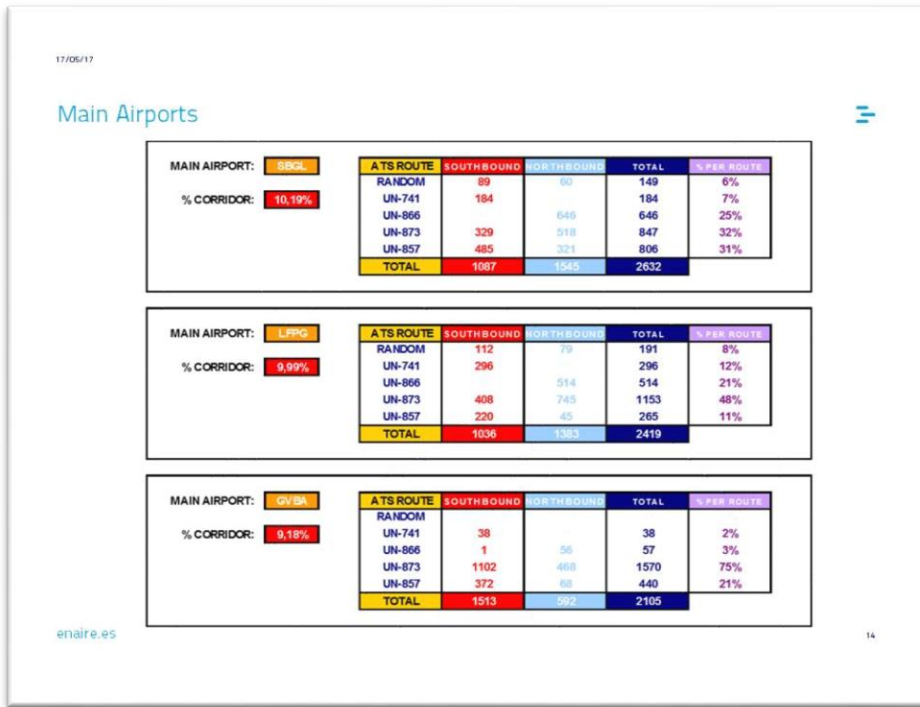 17/05/17
Main Airports
MAIN AIRPORT: SBGL
% CORRIDOR: 10,19%
ATS ROUTE SOUTHBOUND NORTHBOUND TOTAL % PER ROUTE
RANDOM 89 60 149 6%
UN-741 184 184 7%
UN-866 646 646 25%
UN-873 329 518 847 32%
UN-857 485 321 806 31%
TOTAL 1087 1545 2632
MAIN AIRPORT: LFPG
% CORRIDOR: 9,99%
ATS ROUTE SOUTHBOUND NORTHBOUND TOTAL % PER ROUTE
RANDOM 112 79 191 8%
UN-741 296 296 12%
UN-866 514 514 21%
UN-873 408 745 1153 48%
UN-857 220 45 265 11%
TOTAL 1036 1383 2419
MAIN AIRPORT: GVBA
% CORRIDOR: 9,18%
ATS ROUTE SOUTHBOUND NORTHBOUND TOTAL % PER ROUTE
RANDOM
UN-741 38 38 2%
UN-866 1 56 57 3%
UN-873 1102 468 1570 75%
UN-857 372 68 440 21%
TOTAL 1513 592 2105
enaire.es
14